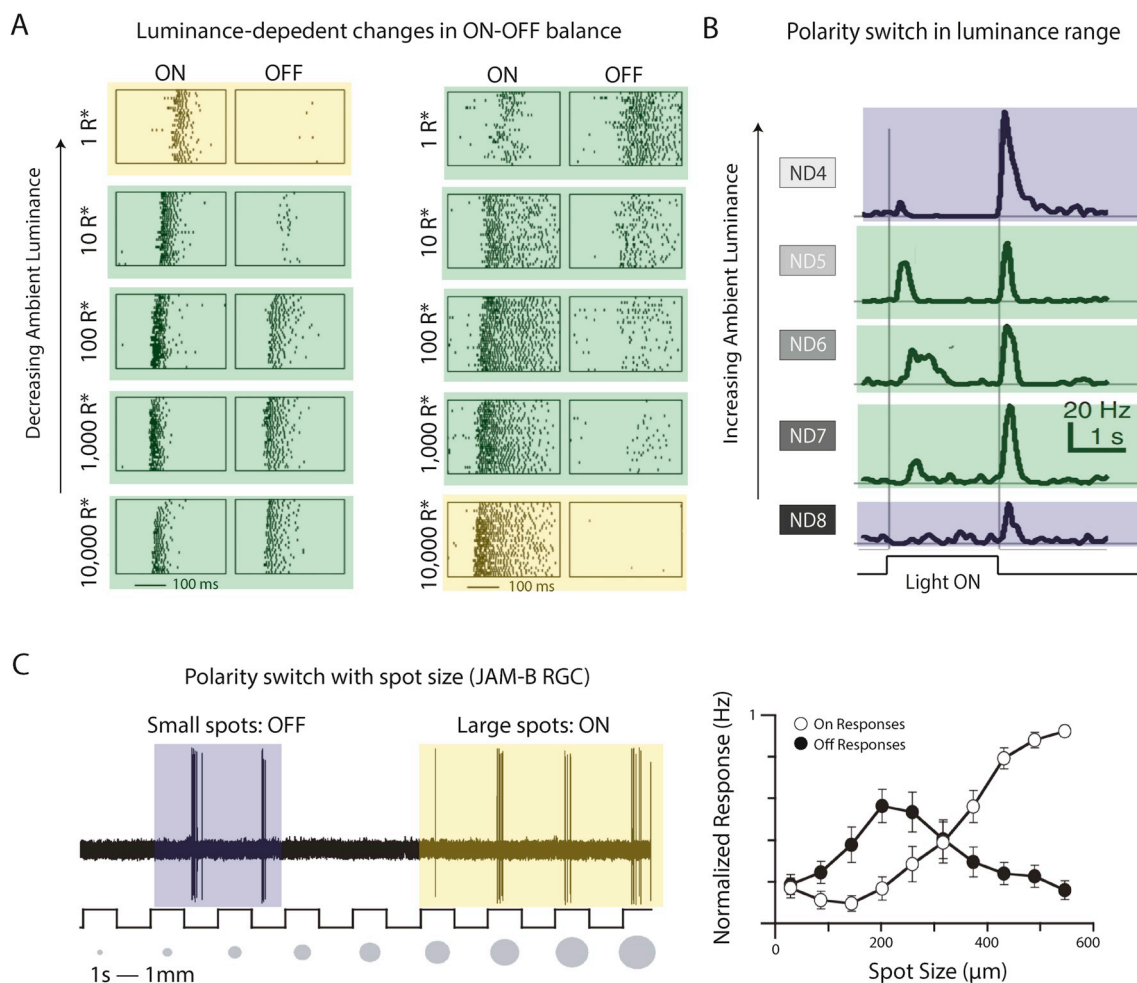 A
Luminance-depedent changes in ON-OFF balance
ON OFF ON OFF
Decreasing Ambient Luminance
1 R* 1 R*
10 R* 10 R*
100 R* 100 R*
1,000 R* 1,000 R*
10,000 R* 10,000 R*
100 ms 100 ms
B
Polarity switch in luminance range
Increasing Ambient Luminance
ND4
ND5
ND6
ND7
20 Hz
1 s
ND8
Light ON
C
Polarity switch with spot size (JAM-B RGC)
Small spots: OFF Large spots: ON
1s — 1mm
Normalized Response (Hz)
1
On Responses
Off Responses
0 200 400 600
Spot Size (μm)